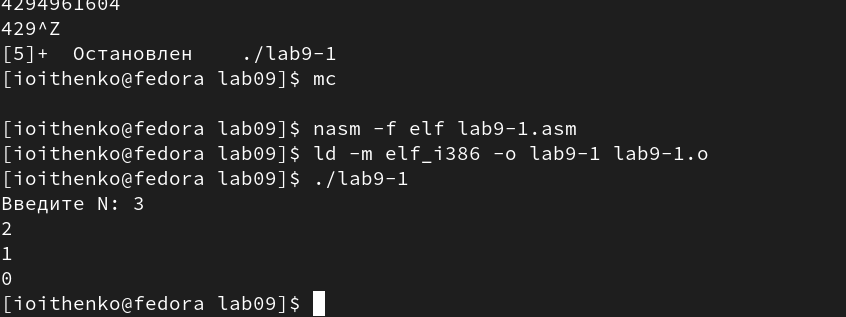 4294961604
429^Z
[5]+  Остановлен    ./lab9-1
[ioithenko@fedora lab09]$ mc
[ioithenko@fedora lab09]$ nasm -f elf lab9-1.asm
[ioithenko@fedora lab09]$ ld -m elf_i386 -o lab9-1 lab9-1.o
[ioithenko@fedora lab09]$ ./lab9-1
Введите N: 3
2
1
0
[ioithenko@fedora lab09]$